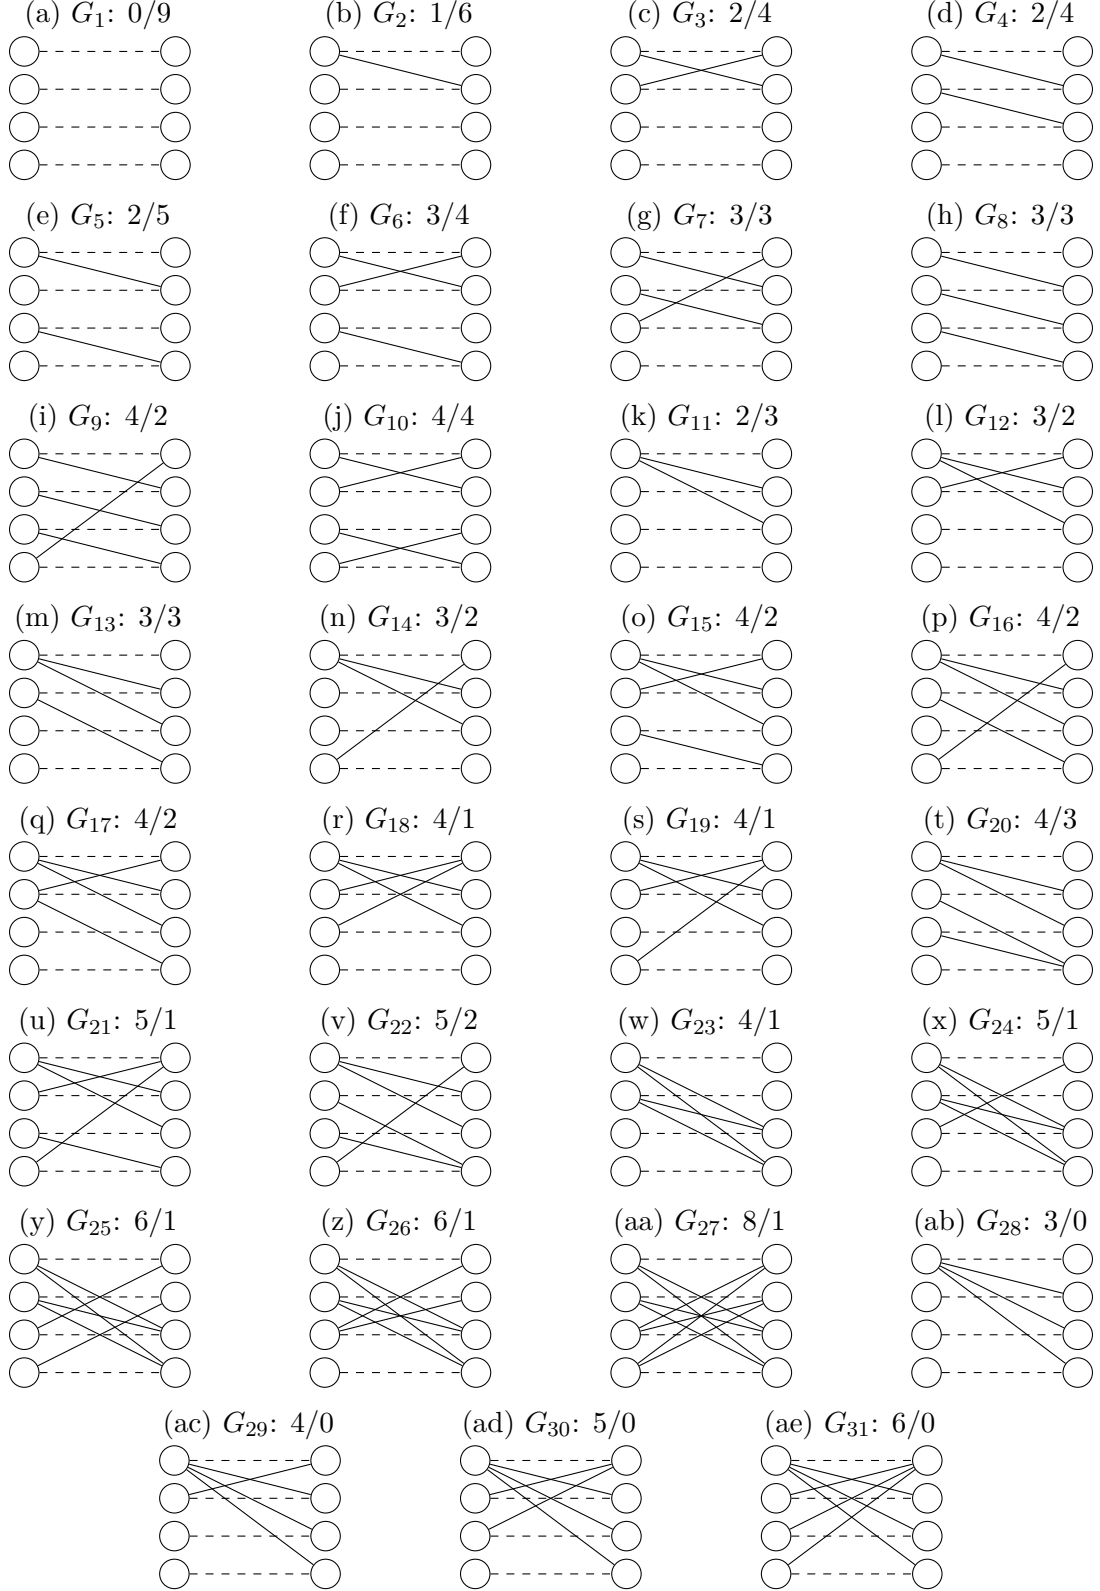 (a) G₁: 0/9 (b) G₂: 1/6 (c) G₃: 2/4 (d) G₄: 2/4
(e) G₅: 2/5 (f) G₆: 3/4 (g) G₇: 3/3 (h) G₈: 3/3
(i) G₉: 4/2 (j) G₁₀: 4/4 (k) G₁₁: 2/3 (l) G₁₂: 3/2
(m) G₁₃: 3/3 (n) G₁₄: 3/2 (o) G₁₅: 4/2 (p) G₁₆: 4/2
(q) G₁₇: 4/2 (r) G₁₈: 4/1 (s) G₁₉: 4/1 (t) G₂₀: 4/3
(u) G₂₁: 5/1 (v) G₂₂: 5/2 (w) G₂₃: 4/1 (x) G₂₄: 5/1
(y) G₂₅: 6/1 (z) G₂₆: 6/1 (aa) G₂₇: 8/1 (ab) G₂₈: 3/0
(ac) G₂₉: 4/0 (ad) G₃₀: 5/0 (ae) G₃₁: 6/0